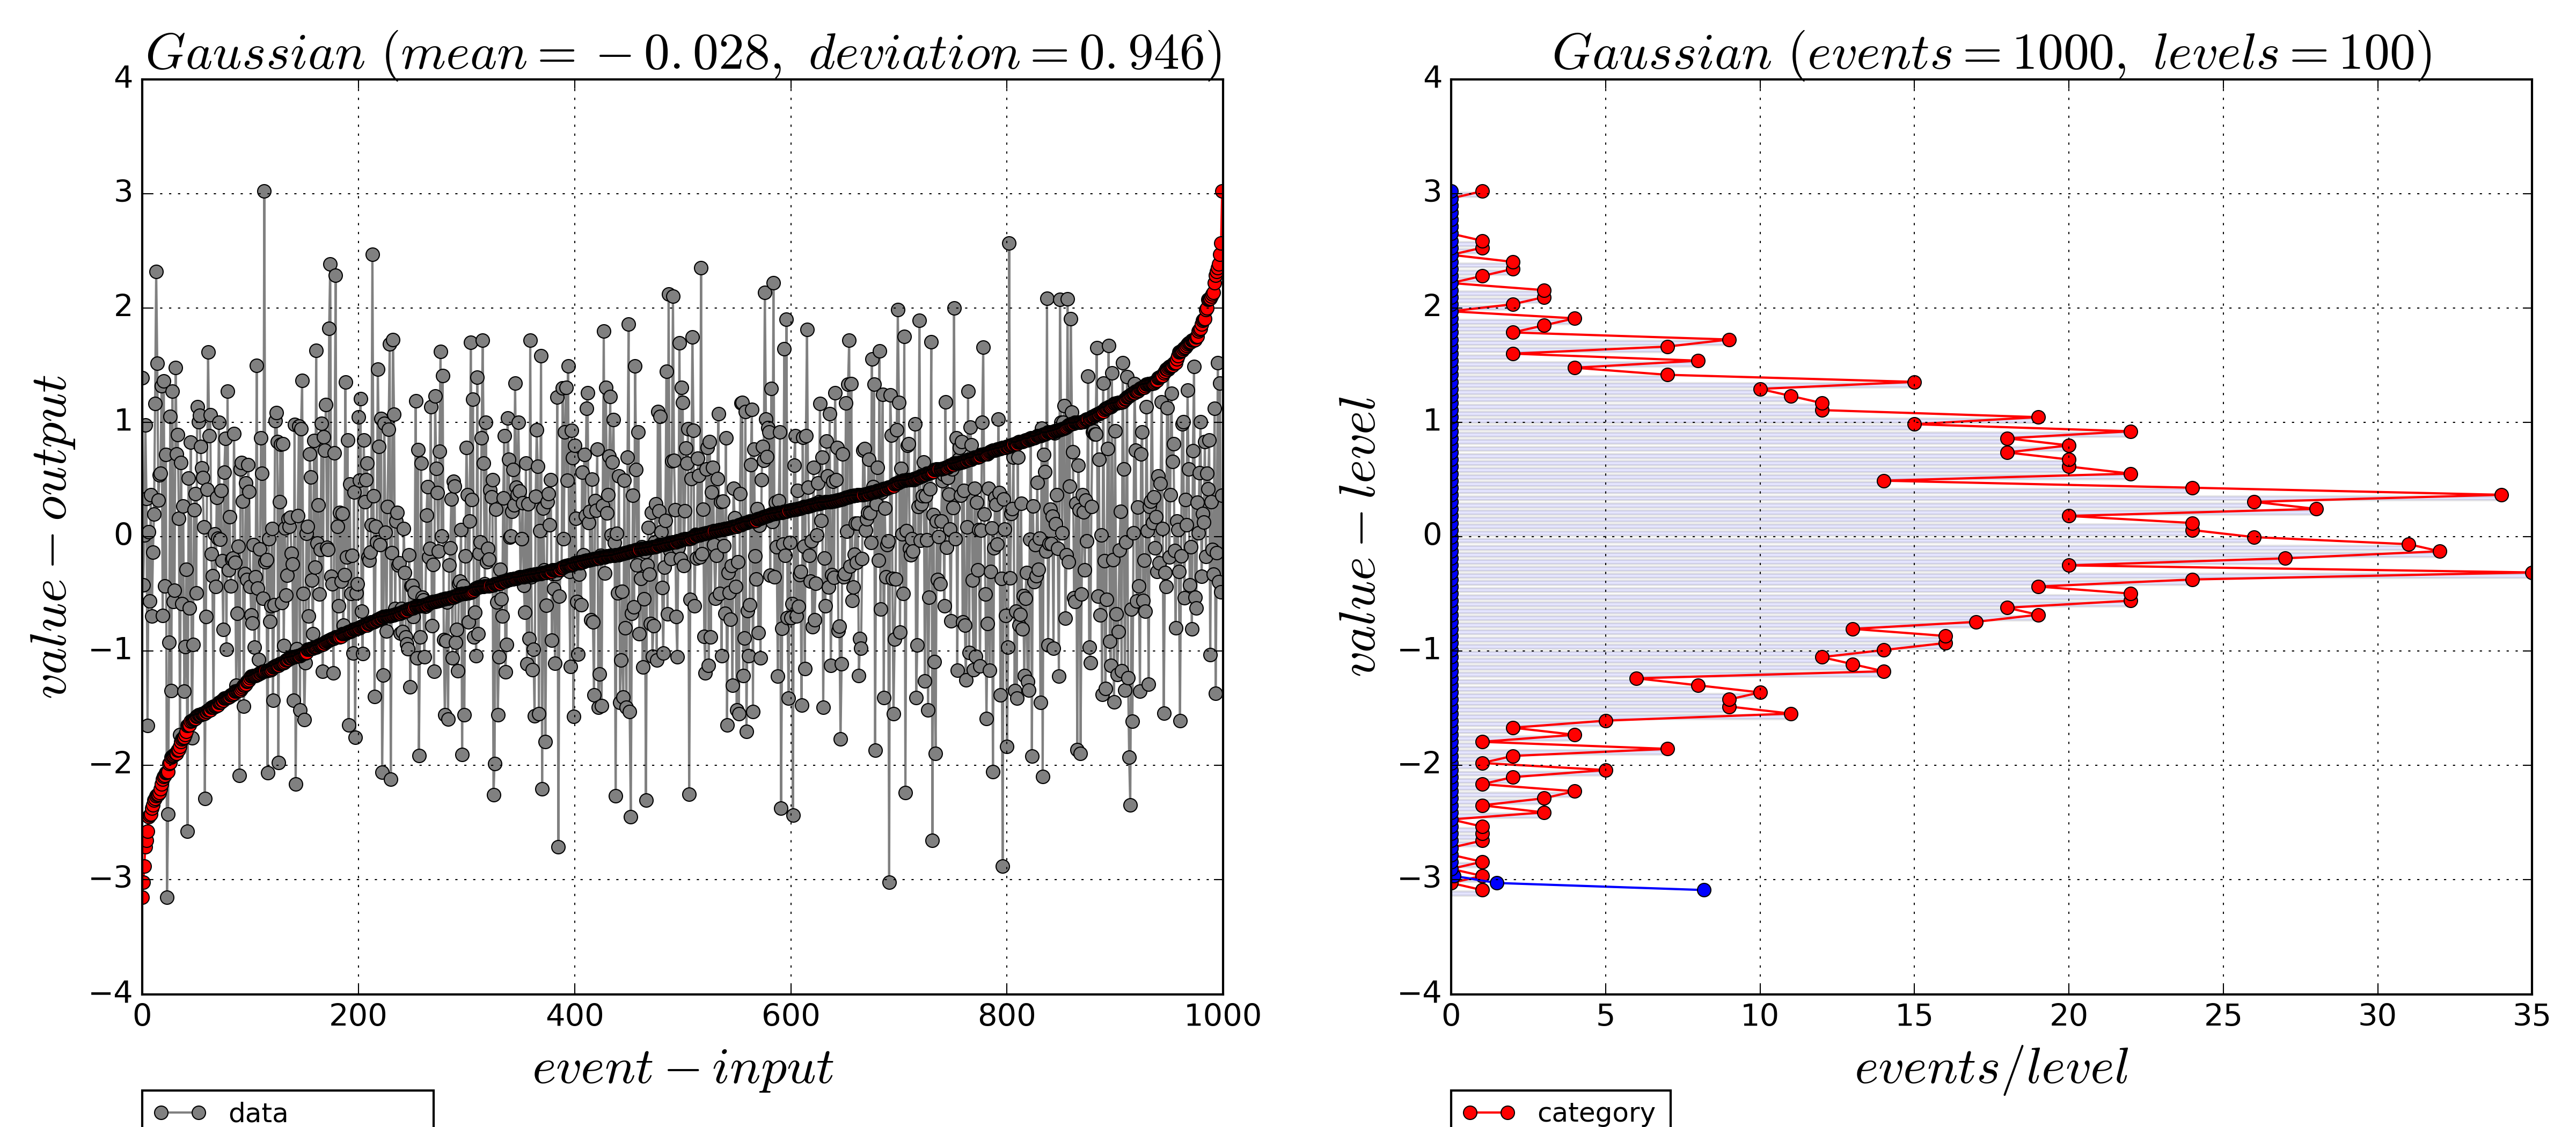 Gaussian (mean = −0.028, deviation = 0.946)
4
3
2
1
0
−1
−2
−3
−4
value − output
0 200 400 600 800 1000
event − input
data
Gaussian (events = 1000, levels = 100)
4
3
2
1
0
−1
−2
−3
−4
value − level
0 5 10 15 20 25 30 35
events/level
category